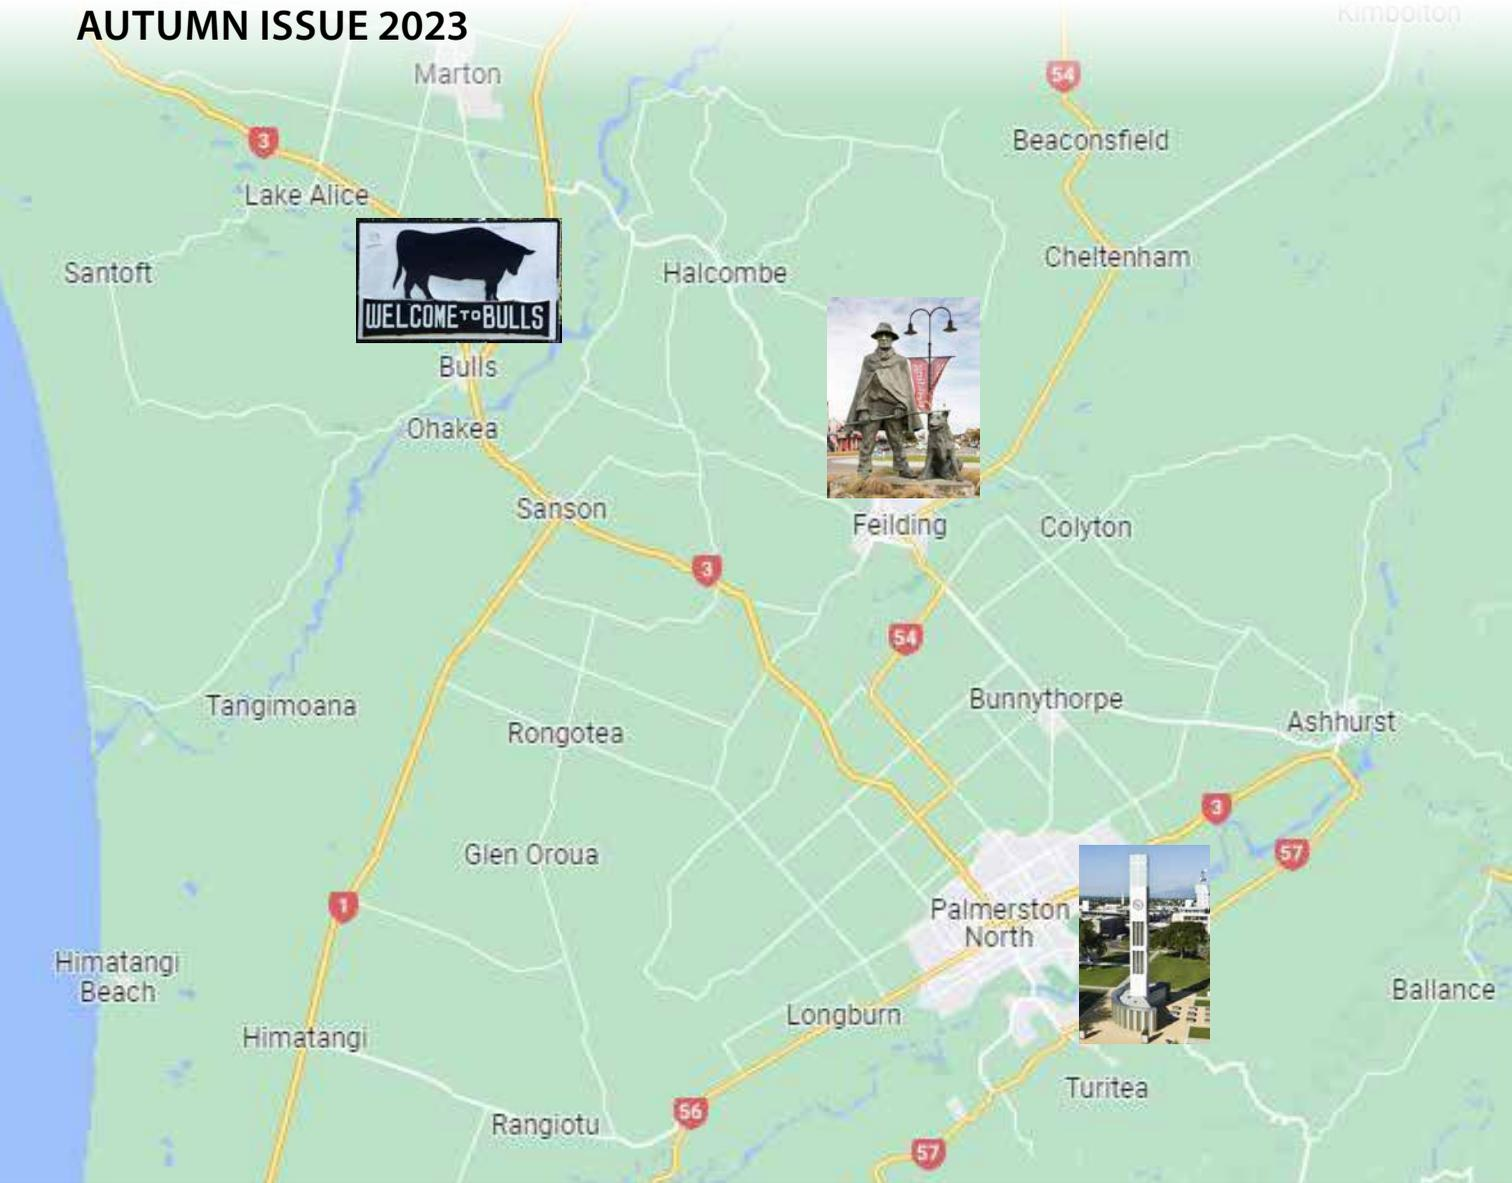 AUTUMN ISSUE 2023
Kimbolton
Marton
54
3
Beaconsfield
Lake Alice
Cheltenham
Santoft
Halcombe
WELCOME TO BULLS
Bulls
Ohakea
Sanson
Feilding
Colyton
3
54
Bunnythorpe
Tangimoana
Ashhurst
Rongotea
3
57
Glen Oroua
1
Palmerston
North
Himatangi
Beach
Ballance
Longburn
Himatangi
Turitea
56
Rangiotu
57